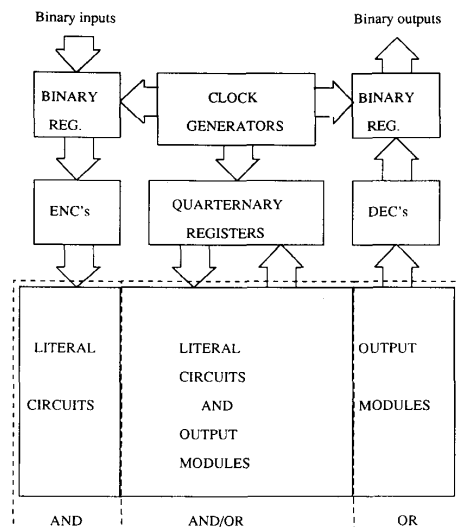 Binary inputs
Binary outputs
BINARY
REG.
CLOCK
GENERATORS
BINARY
REG.
ENC's
QUARTERNARY
REGISTERS
DEC's
LITERAL
CIRCUITS
LITERAL
CIRCUITS
AND
OUTPUT
MODULES
OUTPUT
MODULES
AND
AND/OR
OR